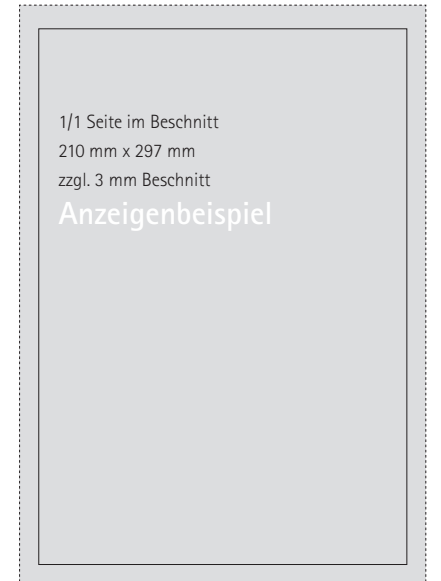 1/1 Seite im Beschnitt
210 mm x 297 mm
zzgl. 3 mm Beschnitt
Anzeigenbeispiel